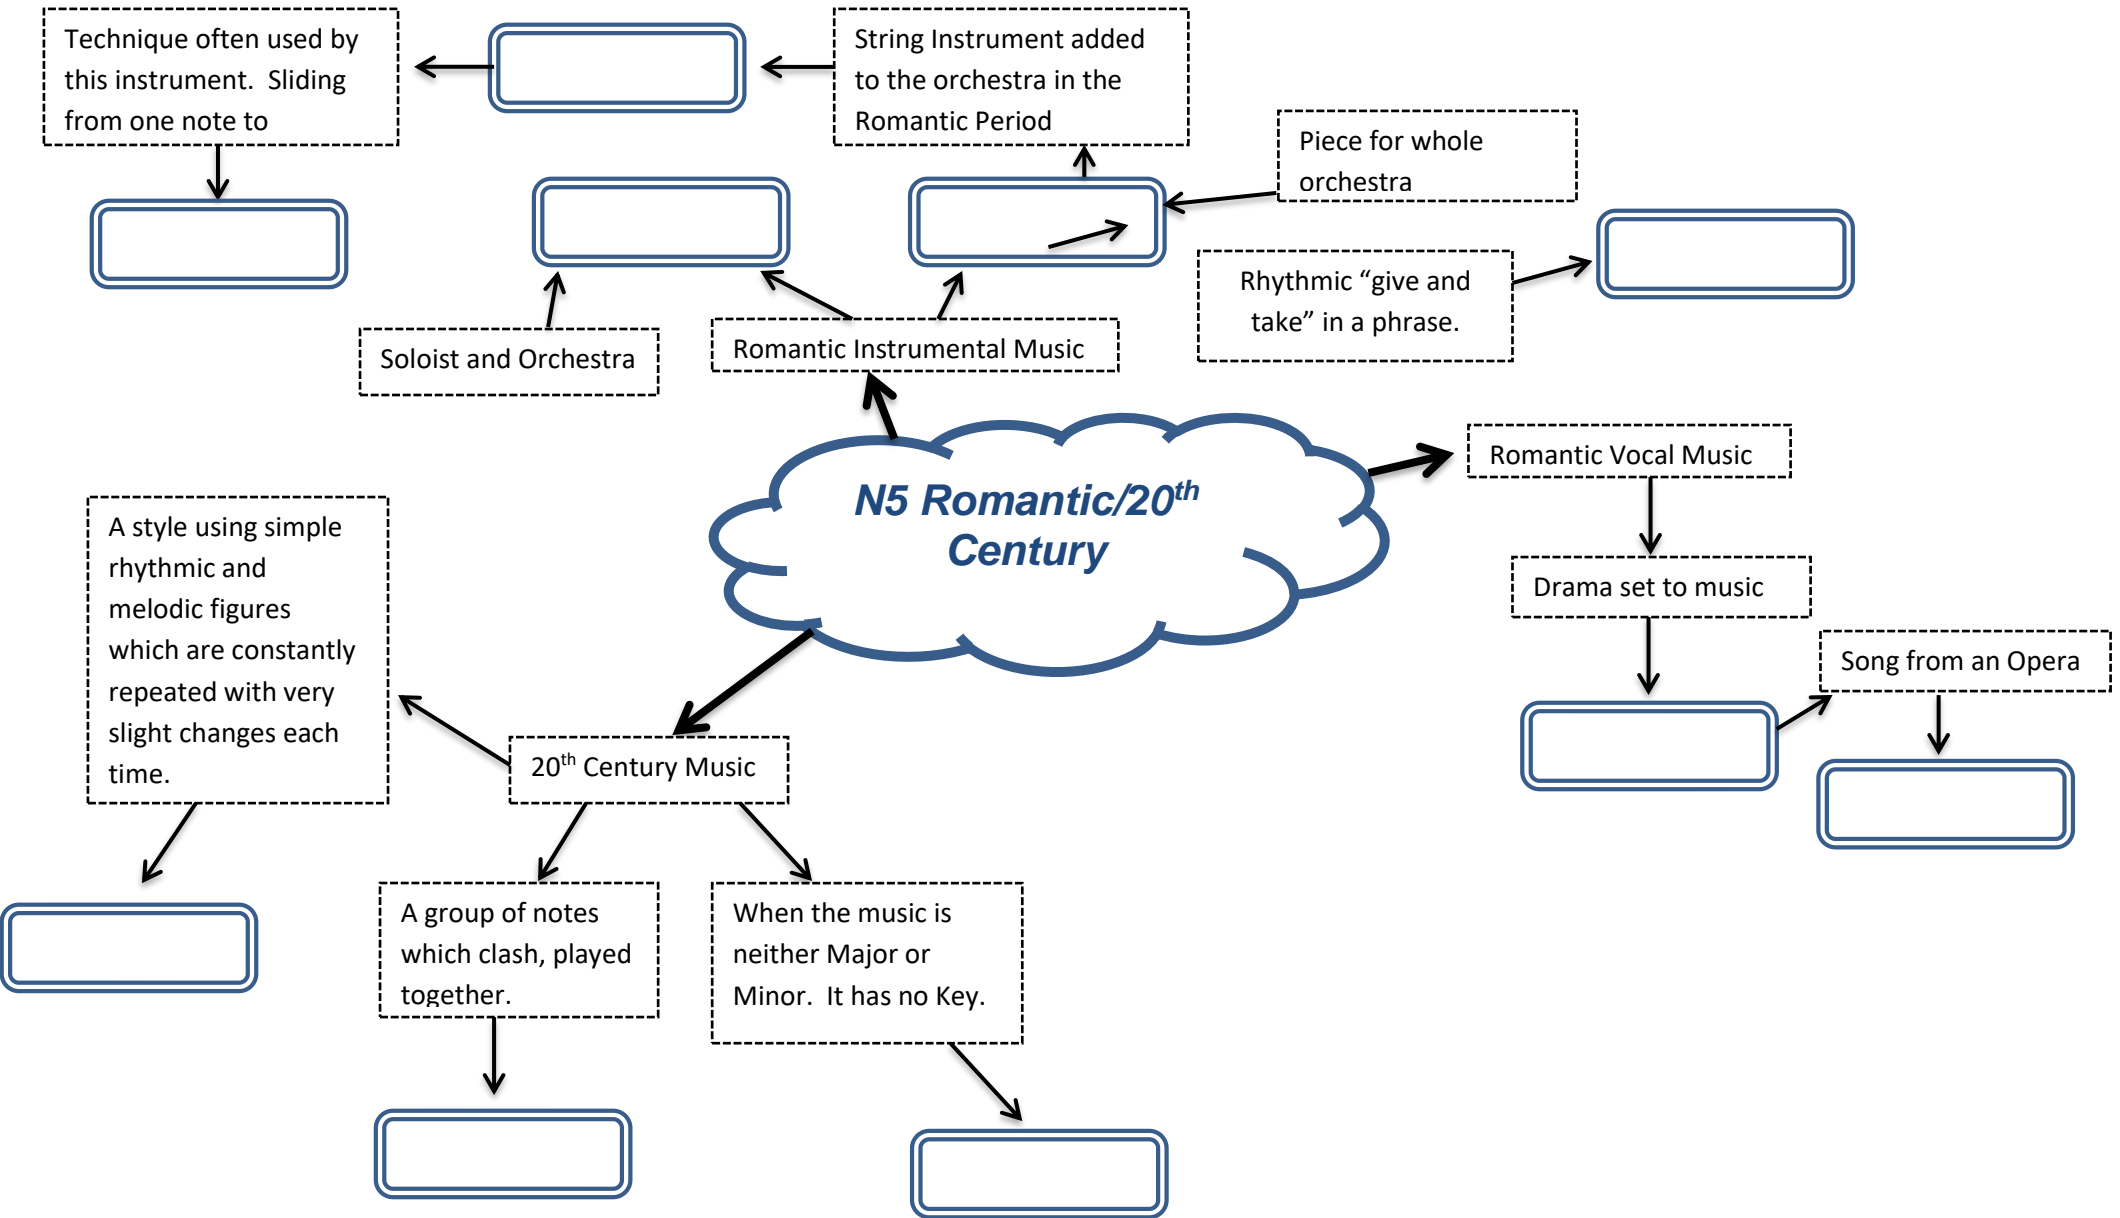 Technique often used by
this instrument.  Sliding
from one note to
String Instrument added
to the orchestra in the
Romantic Period
Piece for whole
orchestra
Rhythmic “give and
take” in a phrase.
Soloist and Orchestra
Romantic Instrumental Music
N5 Romantic/20th
Century
Romantic Vocal Music
Drama set to music
Song from an Opera
A style using simple
rhythmic and
melodic figures
which are constantly
repeated with very
slight changes each
time.
20th Century Music
A group of notes
which clash, played
together.
When the music is
neither Major or
Minor.  It has no Key.